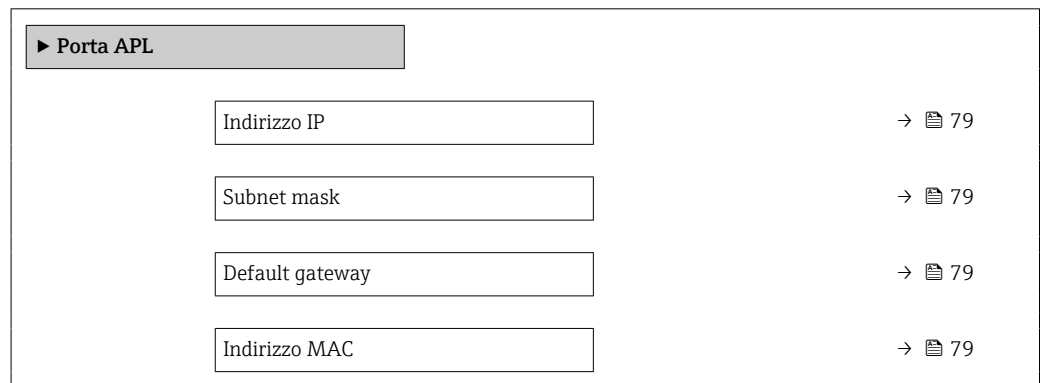 ▶ Porta APL
Indirizzo IP → 79
Subnet mask → 79
Default gateway → 79
Indirizzo MAC → 79